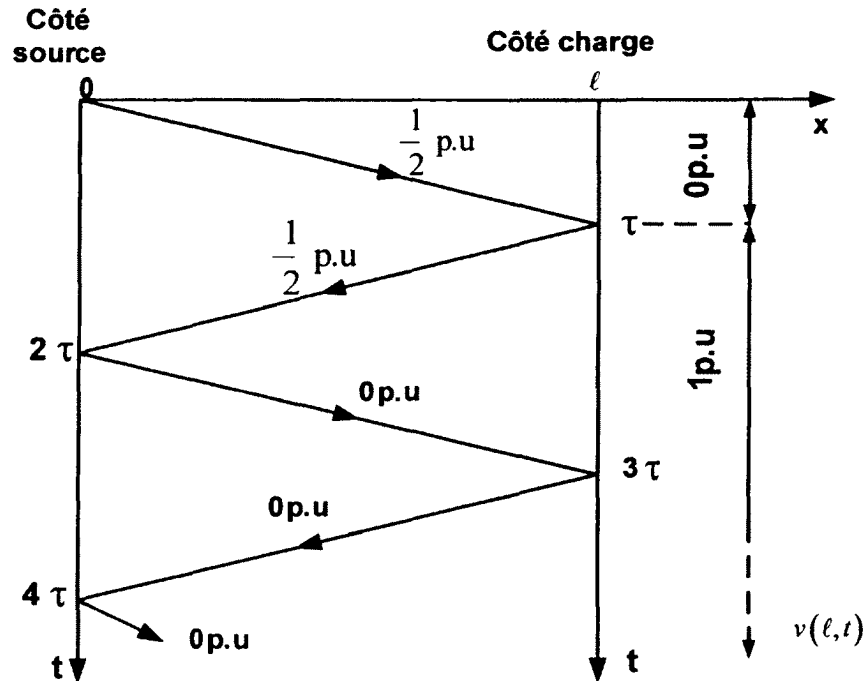 Côté
source
Côté charge
0
ℓ
x
1/2 p.u
0p.u
τ
1/2 p.u
1p.u
2 τ
0p.u
3 τ
0p.u
4 τ
0p.u
v(ℓ,t)
t
t